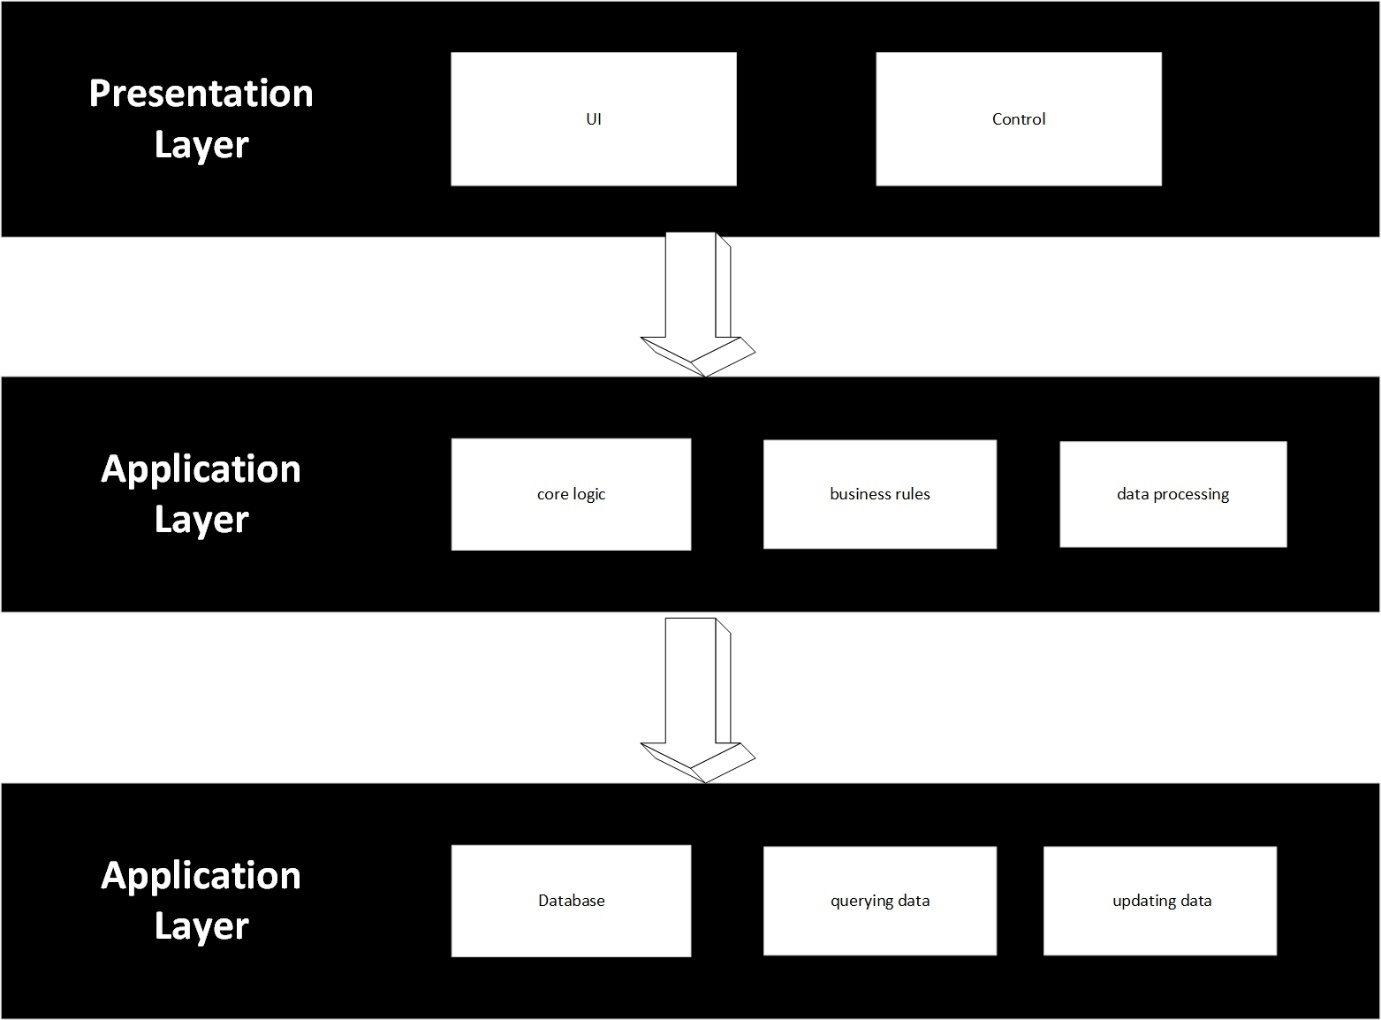 Presentation
Layer
UI
Control
Application
Layer
core logic
business rules
data processing
Application
Layer
Database
querying data
updating data